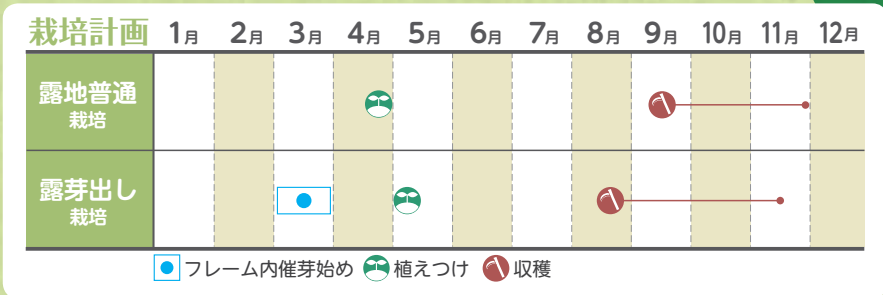 栽培計画 1月 2月 3月 4月 5月 6月 7月 8月 9月 10月 11月 12月
露地普通
栽培
露芽出し
栽培
フレーム内催芽始め 植えつけ 収穫